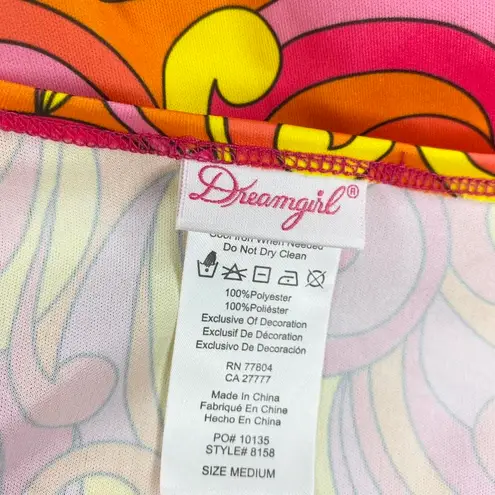 Dreamgirl®
Cool Iron When Needed
Do Not Dry Clean
100%Polyester
100%Poliéster
Exclusive Of Decoration
Exclusif De Décoration
Exclusivo De Decoración
RN 77804
CA 27777
Made In China
Fabriqué En Chine
Hecho En Chino
PO# 10135
STYLE# 8158
SIZE MEDIUM